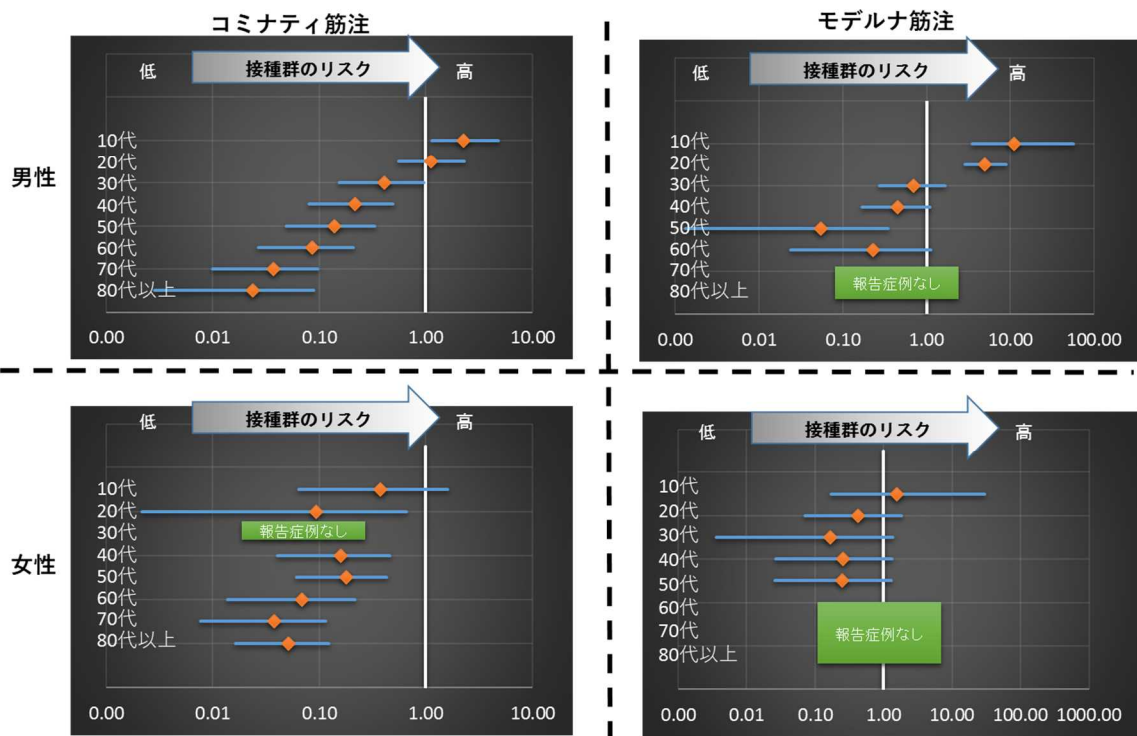 コミナティ筋注
モデルナ筋注
男性
低
接種群のリスク
高
10代
20代
30代
40代
50代
60代
70代
80代以上
0.00 0.01 0.10 1.00 10.00
低
接種群のリスク
高
10代
20代
30代
40代
50代
60代
70代
80代以上
報告症例なし
0.00 0.01 0.10 1.00 10.00 100.00
女性
低
接種群のリスク
高
10代
20代
30代
報告症例なし
40代
50代
60代
70代
80代以上
0.00 0.01 0.10 1.00 10.00
低
接種群のリスク
高
10代
20代
30代
40代
50代
60代
70代
80代以上
報告症例なし
0.00 0.01 0.10 1.00 10.00 100.00 1000.00